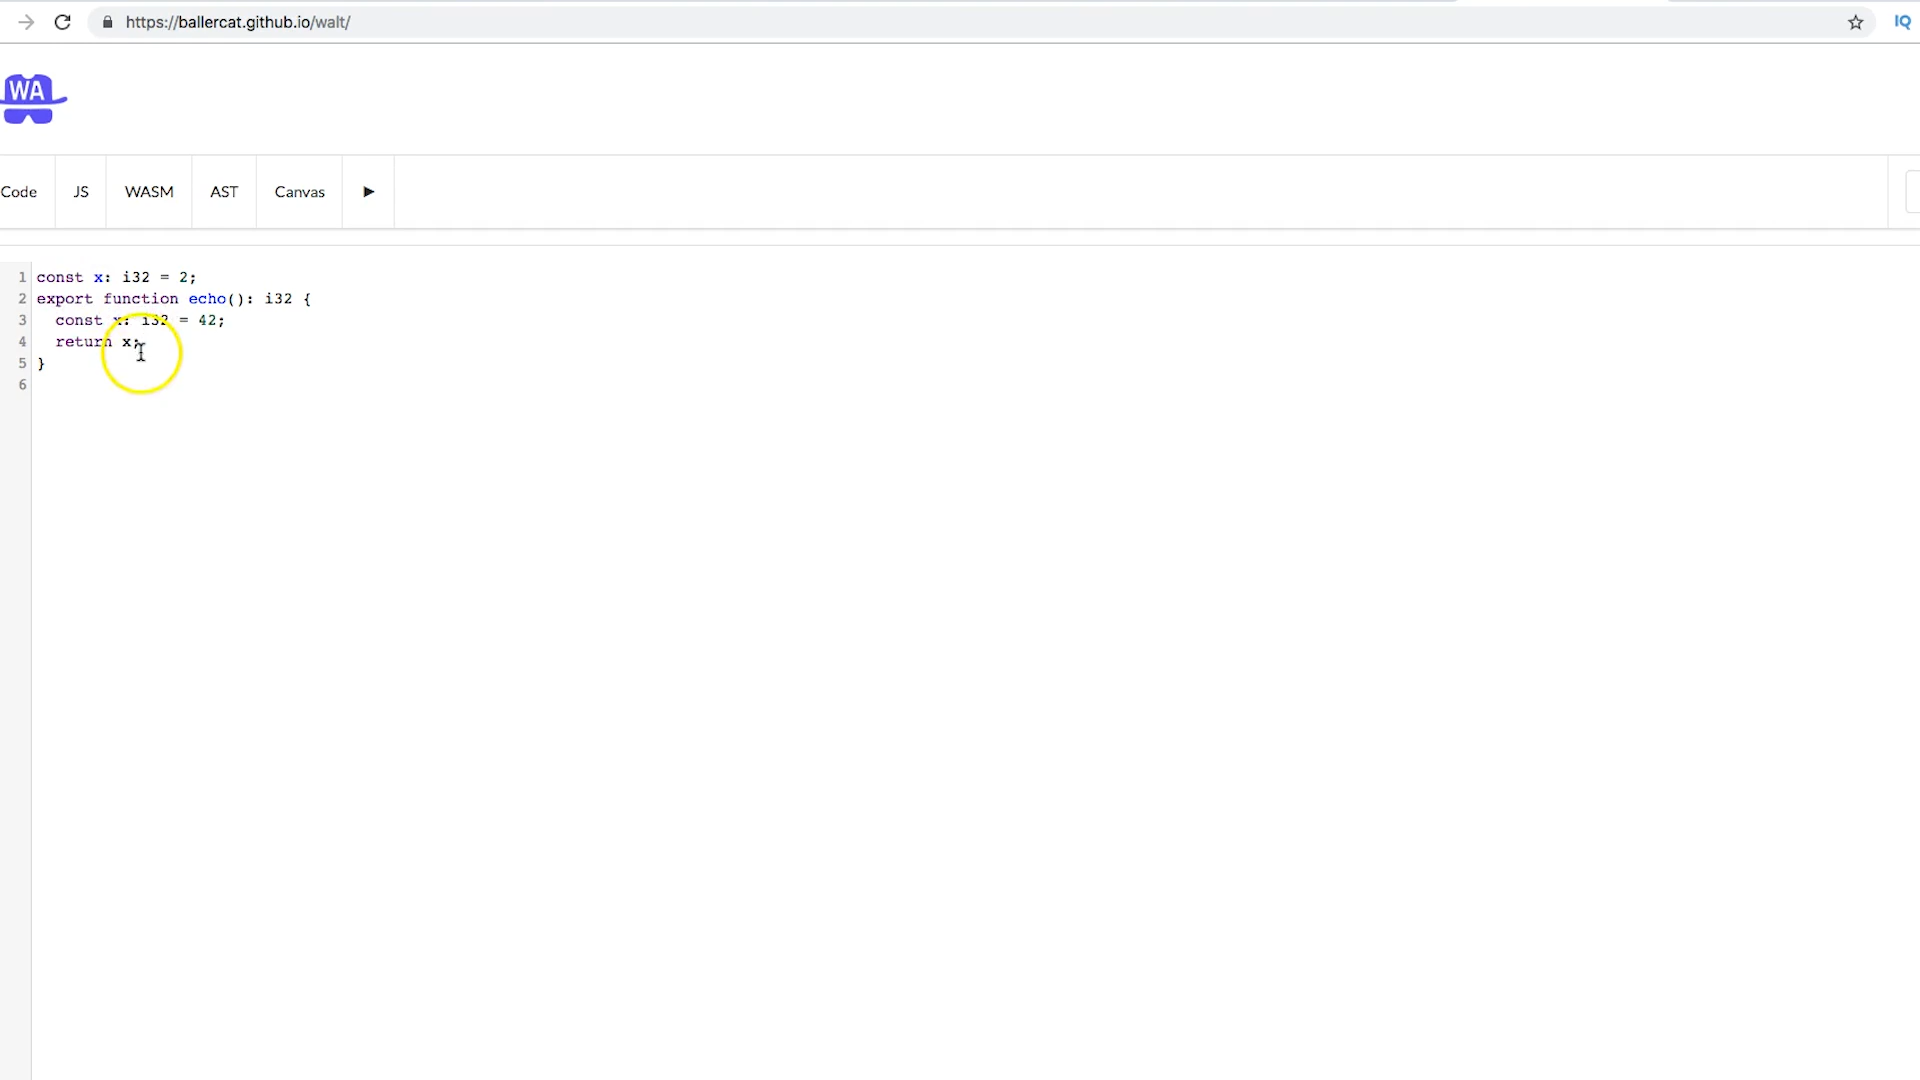 https://ballercat.github.io/walt/
IQ
WA
Code JS WASM AST Canvas
1 const x: i32 = 2;
2 export function echo(): i32 {
3 const x: i32 = 42;
4 return x;
5 }
6